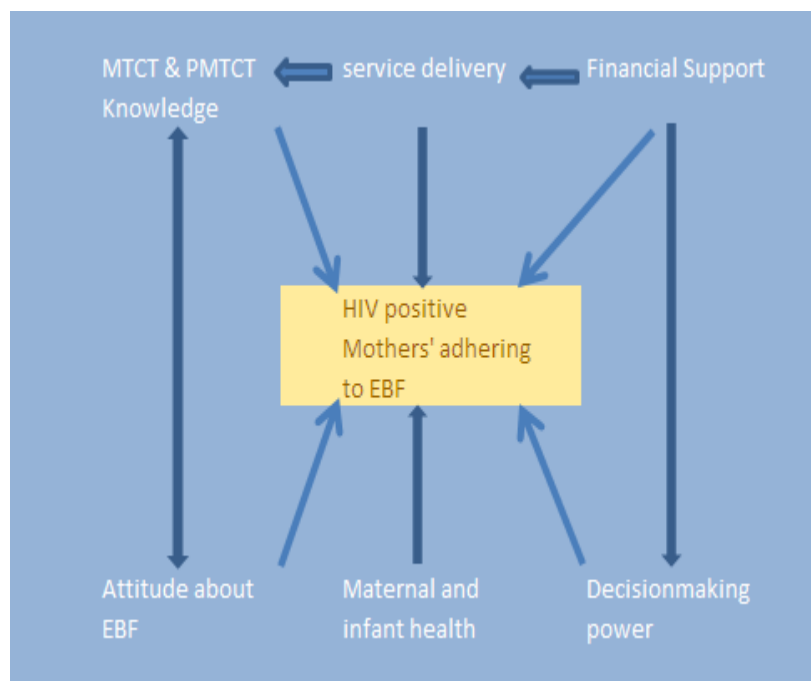 MTCT & PMTCT
Knowledge
service delivery
Financial Support
HIV positive
Mothers' adhering
to EBF
Attitude about
EBF
Maternal and
infant health
Decisionmaking
power